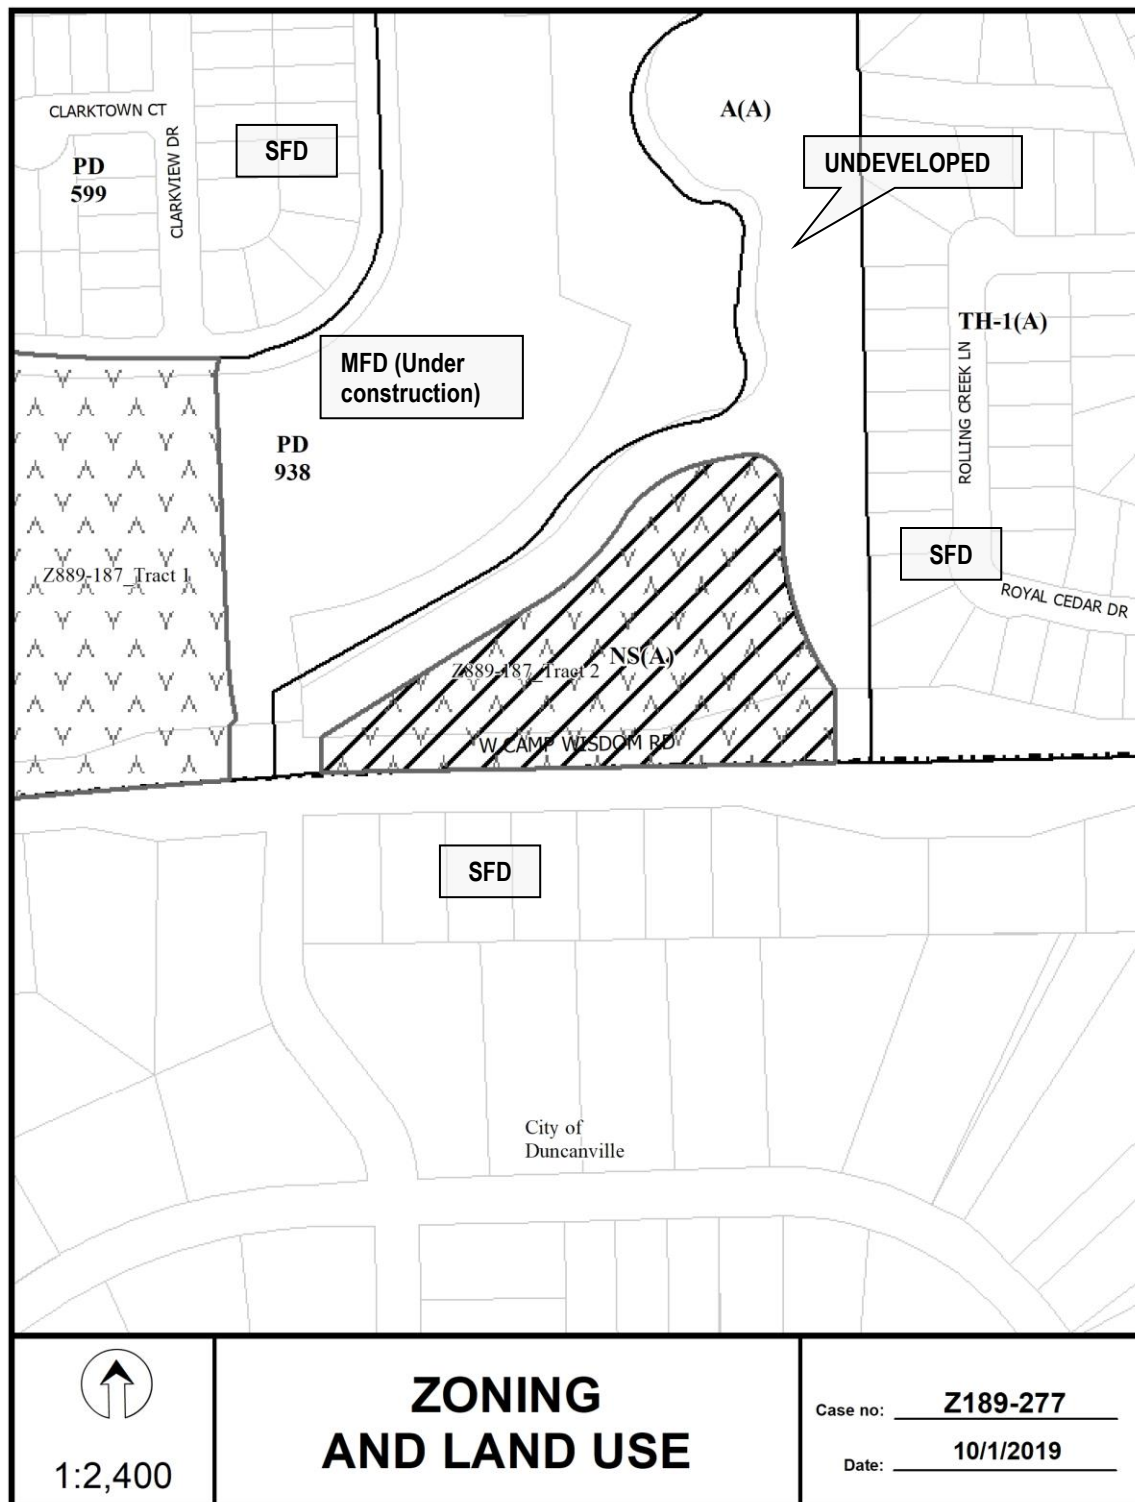 CLARKTOWN CT
PD
599
CLARKVIEW DR
SFD
A(A)
UNDEVELOPED
TH-1(A)
ROLLING CREEK LN
MFD (Under
construction)
PD
938
SFD
Z889-187_Tract 1
ROYAL CEDAR DR
NS(A)
Z889-187_Tract 2
W CAMP WISDOM RD
SFD
City of
Duncanville
1:2,400
ZONING
AND LAND USE
Case no: Z189-277
Date: 10/1/2019